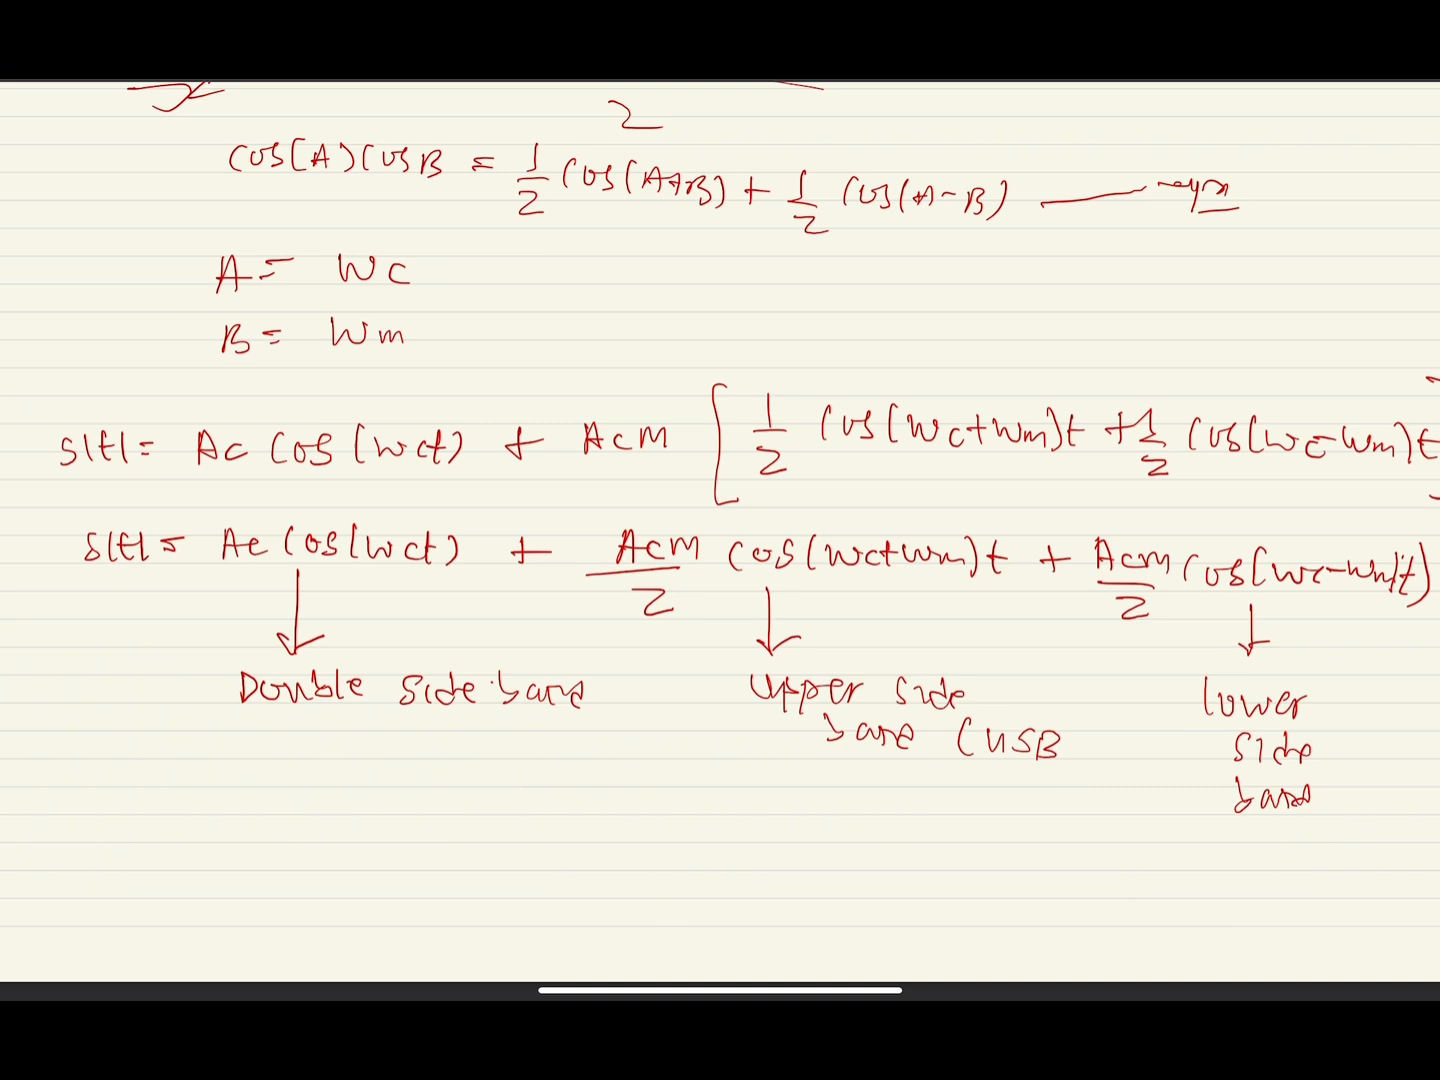 2
cos(A)cosB = 1/2 cos(A+B) + 1/2 cos(A-B)
A = Wc
B = Wm
s(t) = Ac cos(wct) + Acm [ 1/2 cos(wc+wm)t + 1/2 cos(wc-wm)t ]
s(t) = Ac cos(wct) + Acm/2 cos(wc+wm)t + Acm/2 cos(wc-wm)t)
Double side band
Upper side
band (USB
lower
side
band